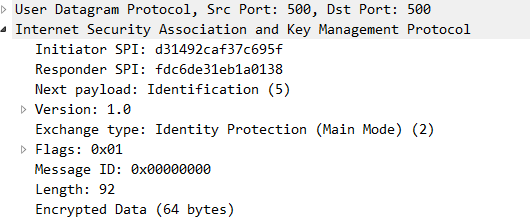 User Datagram Protocol, Src Port: 500, Dst Port: 500
Internet Security Association and Key Management Protocol
Initiator SPI: d31492caf37c695f
Responder SPI: fdc6de31eb1a0138
Next payload: Identification (5)
Version: 1.0
Exchange type: Identity Protection (Main Mode) (2)
Flags: 0x01
Message ID: 0x00000000
Length: 92
Encrypted Data (64 bytes)